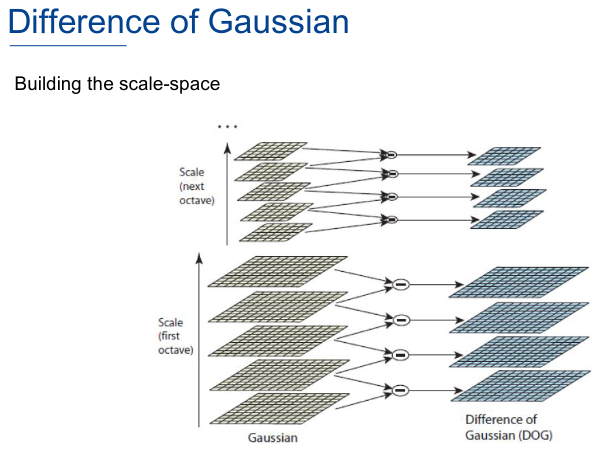 Difference of Gaussian
Building the scale-space
...
Scale
(next
octave)
Scale
(first
octave)
Gaussian
Difference of
Gaussian (DOG)